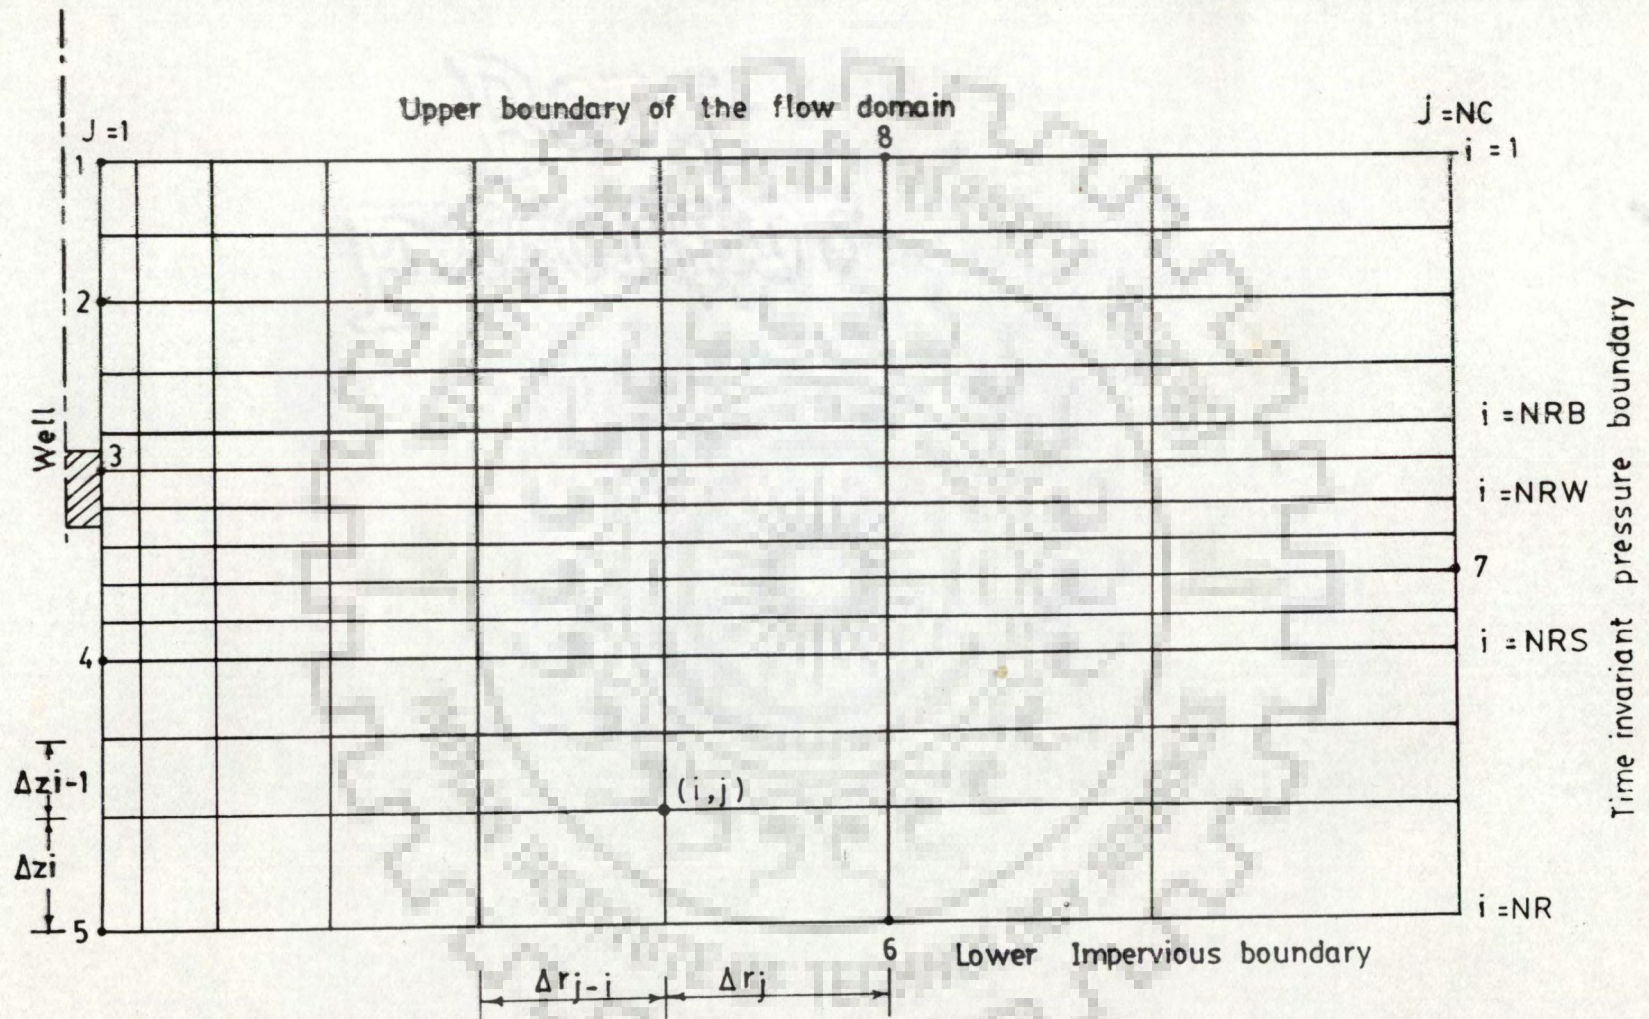 Upper boundary of the flow domain
J =1
8
j =NC
1
i = 1
2
i =NRB
Well
3
i =NRW
7
i =NRS
4
Time invariant pressure boundary
Δzi-1
(i,j)
Δzi
i =NR
5
6
Lower Impervious boundary
Δrj-i
Δrj